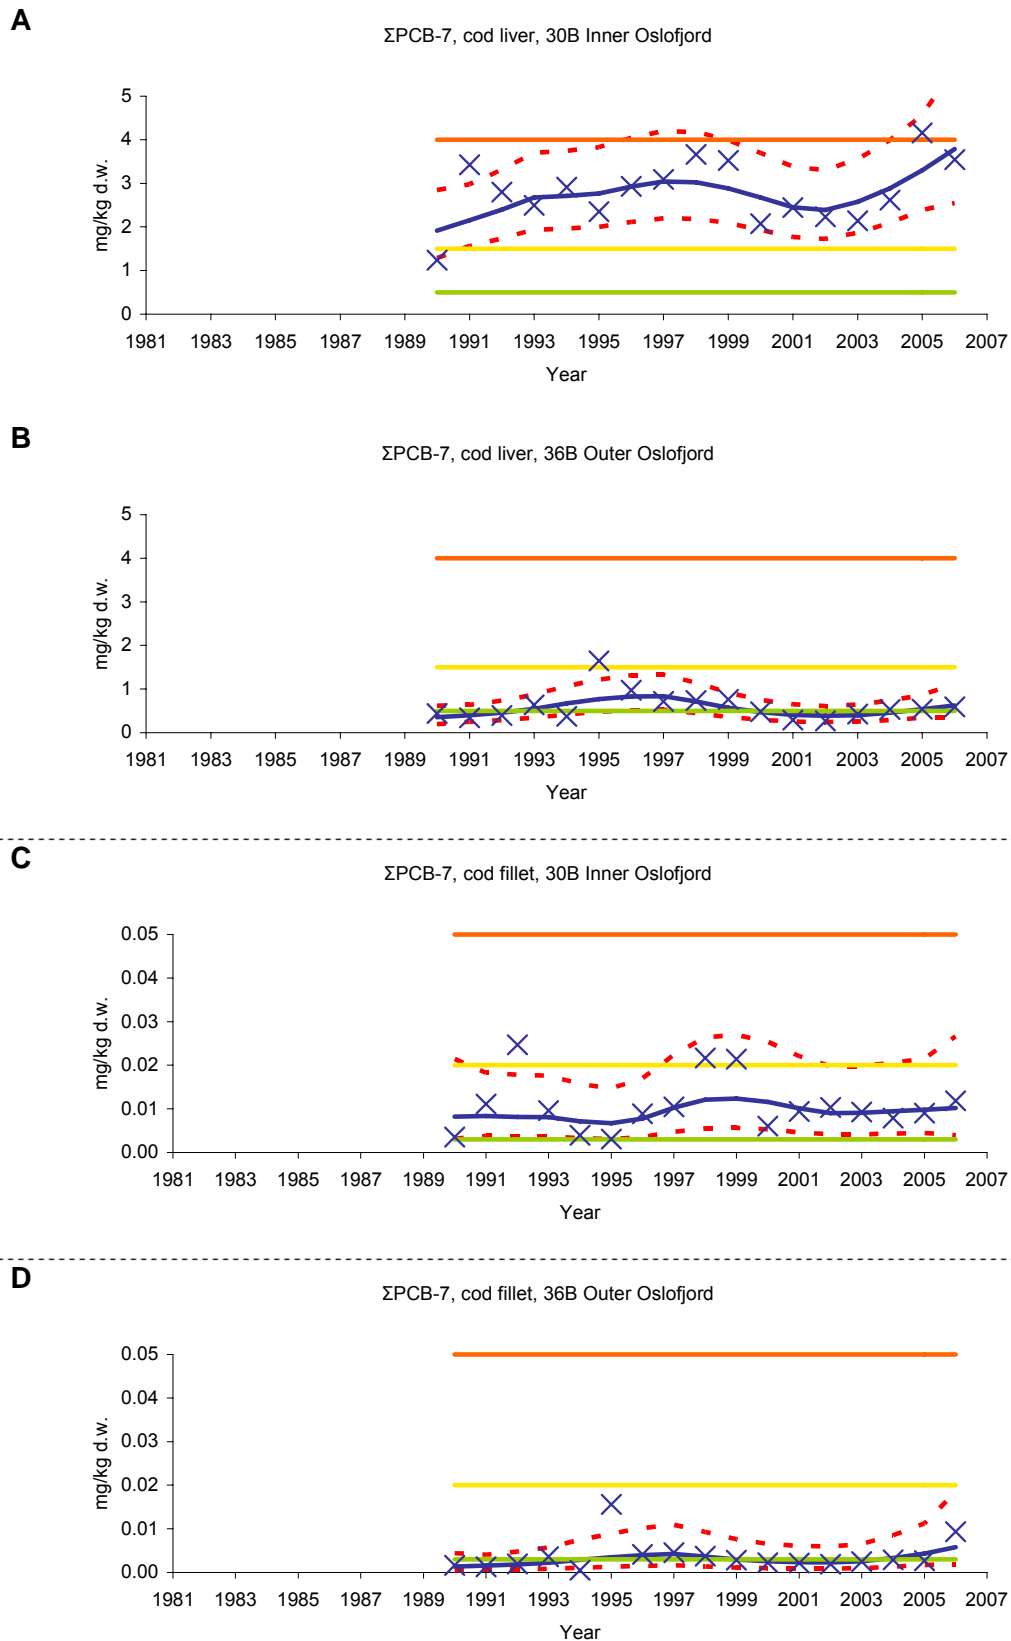 A
ΣPCB-7, cod liver, 30B Inner Oslofjord
5
4
3
2
1
0
mg/kg d.w.
1981 1983 1985 1987 1989 1991 1993 1995 1997 1999 2001 2003 2005 2007
Year
B
ΣPCB-7, cod liver, 36B Outer Oslofjord
5
4
3
2
1
0
mg/kg d.w.
1981 1983 1985 1987 1989 1991 1993 1995 1997 1999 2001 2003 2005 2007
Year
C
ΣPCB-7, cod fillet, 30B Inner Oslofjord
0.05
0.04
0.03
0.02
0.01
0.00
mg/kg d.w.
1981 1983 1985 1987 1989 1991 1993 1995 1997 1999 2001 2003 2005 2007
Year
D
ΣPCB-7, cod fillet, 36B Outer Oslofjord
0.05
0.04
0.03
0.02
0.01
0.00
mg/kg d.w.
1981 1983 1985 1987 1989 1991 1993 1995 1997 1999 2001 2003 2005 2007
Year